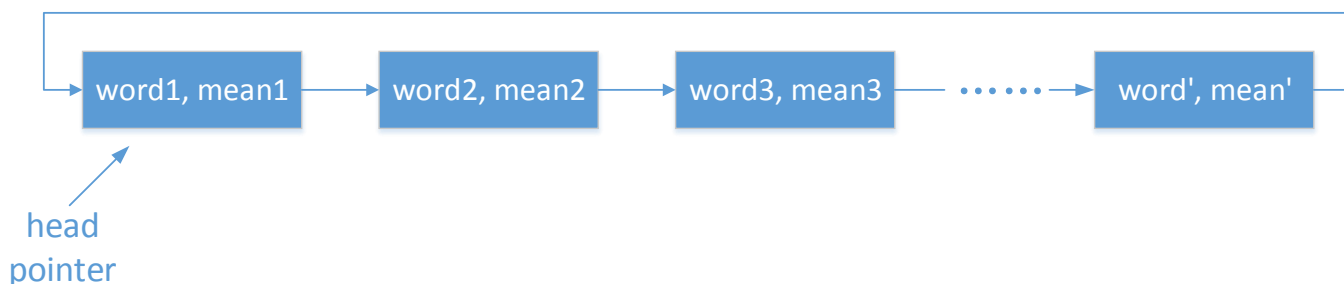 word1, mean1
word2, mean2
word3, mean3
......
word', mean'
head
pointer